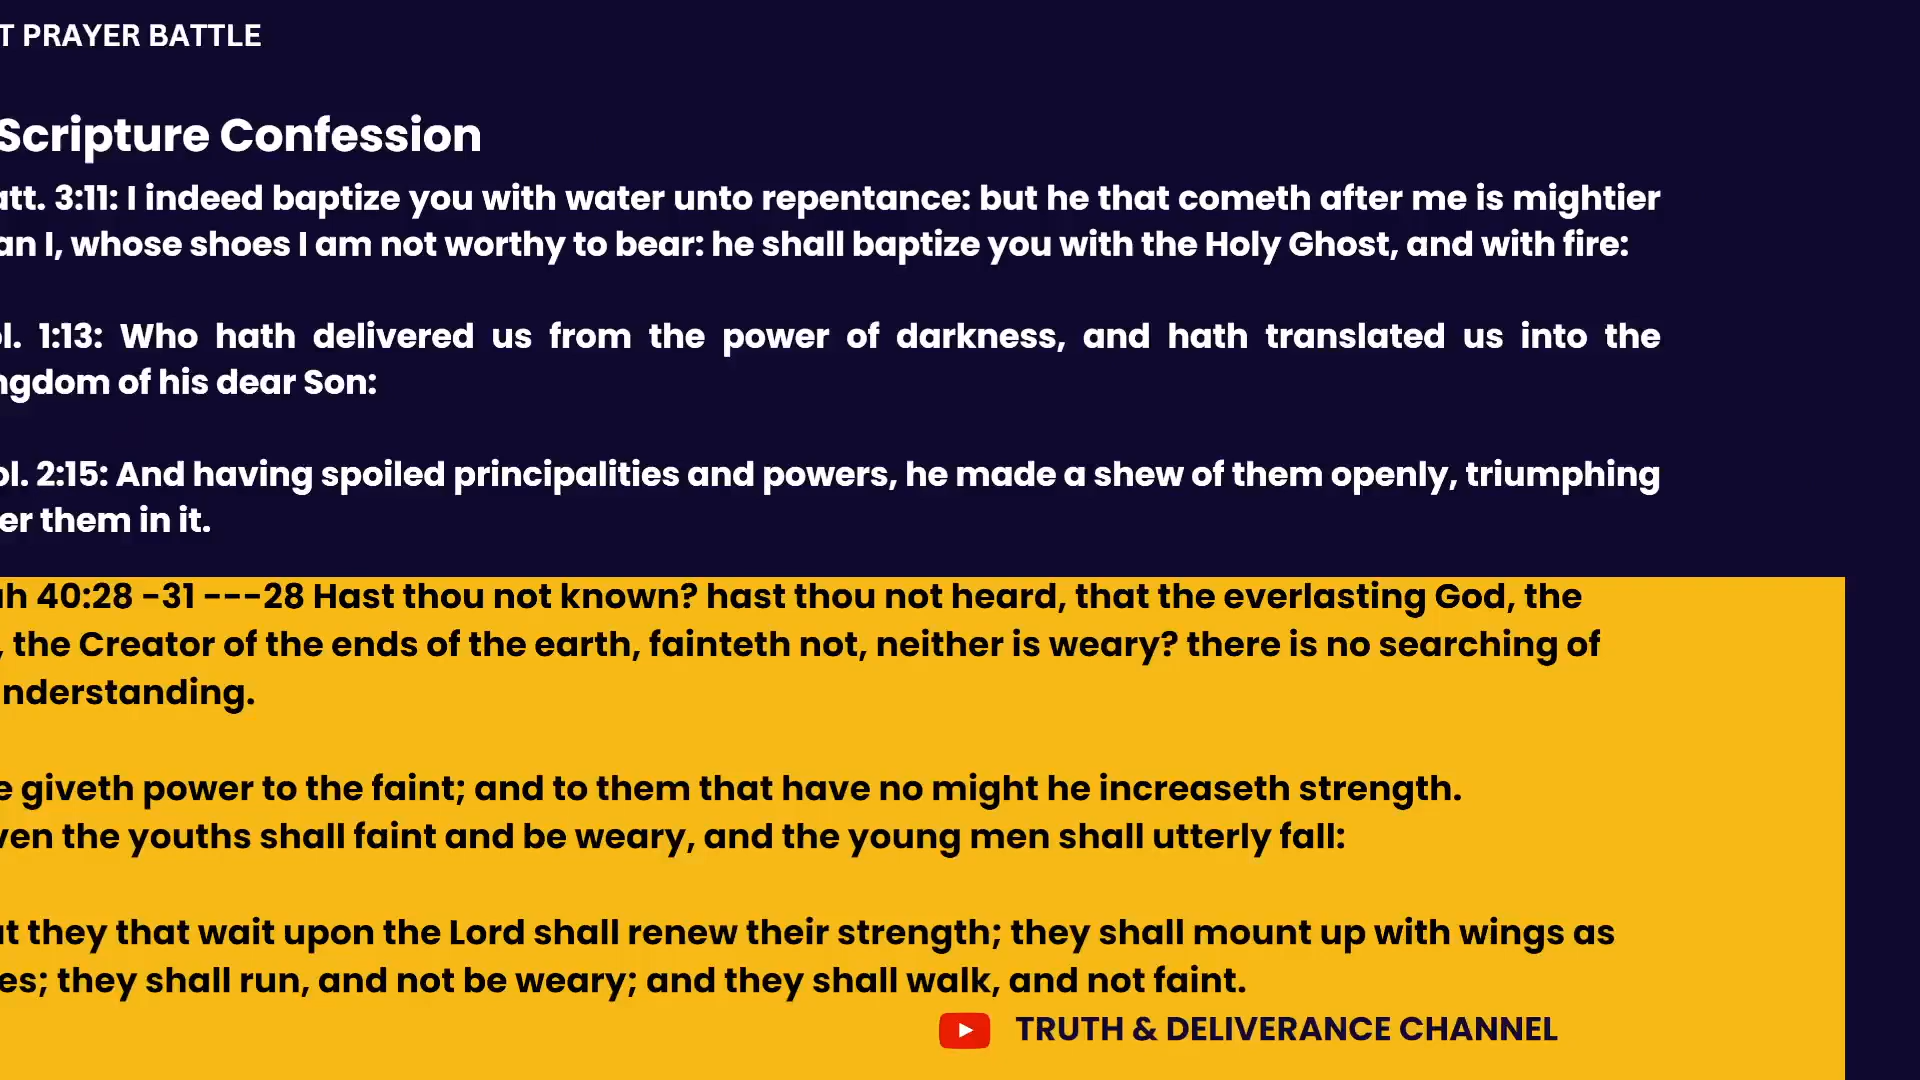 T PRAYER BATTLE
Scripture Confession
att. 3:11: I indeed baptize you with water unto repentance: but he that cometh after me is mightier
an I, whose shoes I am not worthy to bear: he shall baptize you with the Holy Ghost, and with fire:
ol. 1:13: Who hath delivered us from the power of darkness, and hath translated us into the
ngdom of his dear Son:
ol. 2:15: And having spoiled principalities and powers, he made a shew of them openly, triumphing
er them in it.
ah 40:28 -31 ---28 Hast thou not known? hast thou not heard, that the everlasting God, the
, the Creator of the ends of the earth, fainteth not, neither is weary? there is no searching of
nderstanding.
e giveth power to the faint; and to them that have no might he increaseth strength.
ven the youths shall faint and be weary, and the young men shall utterly fall:
ut they that wait upon the Lord shall renew their strength; they shall mount up with wings as
es; they shall run, and not be weary; and they shall walk, and not faint.
TRUTH & DELIVERANCE CHANNEL